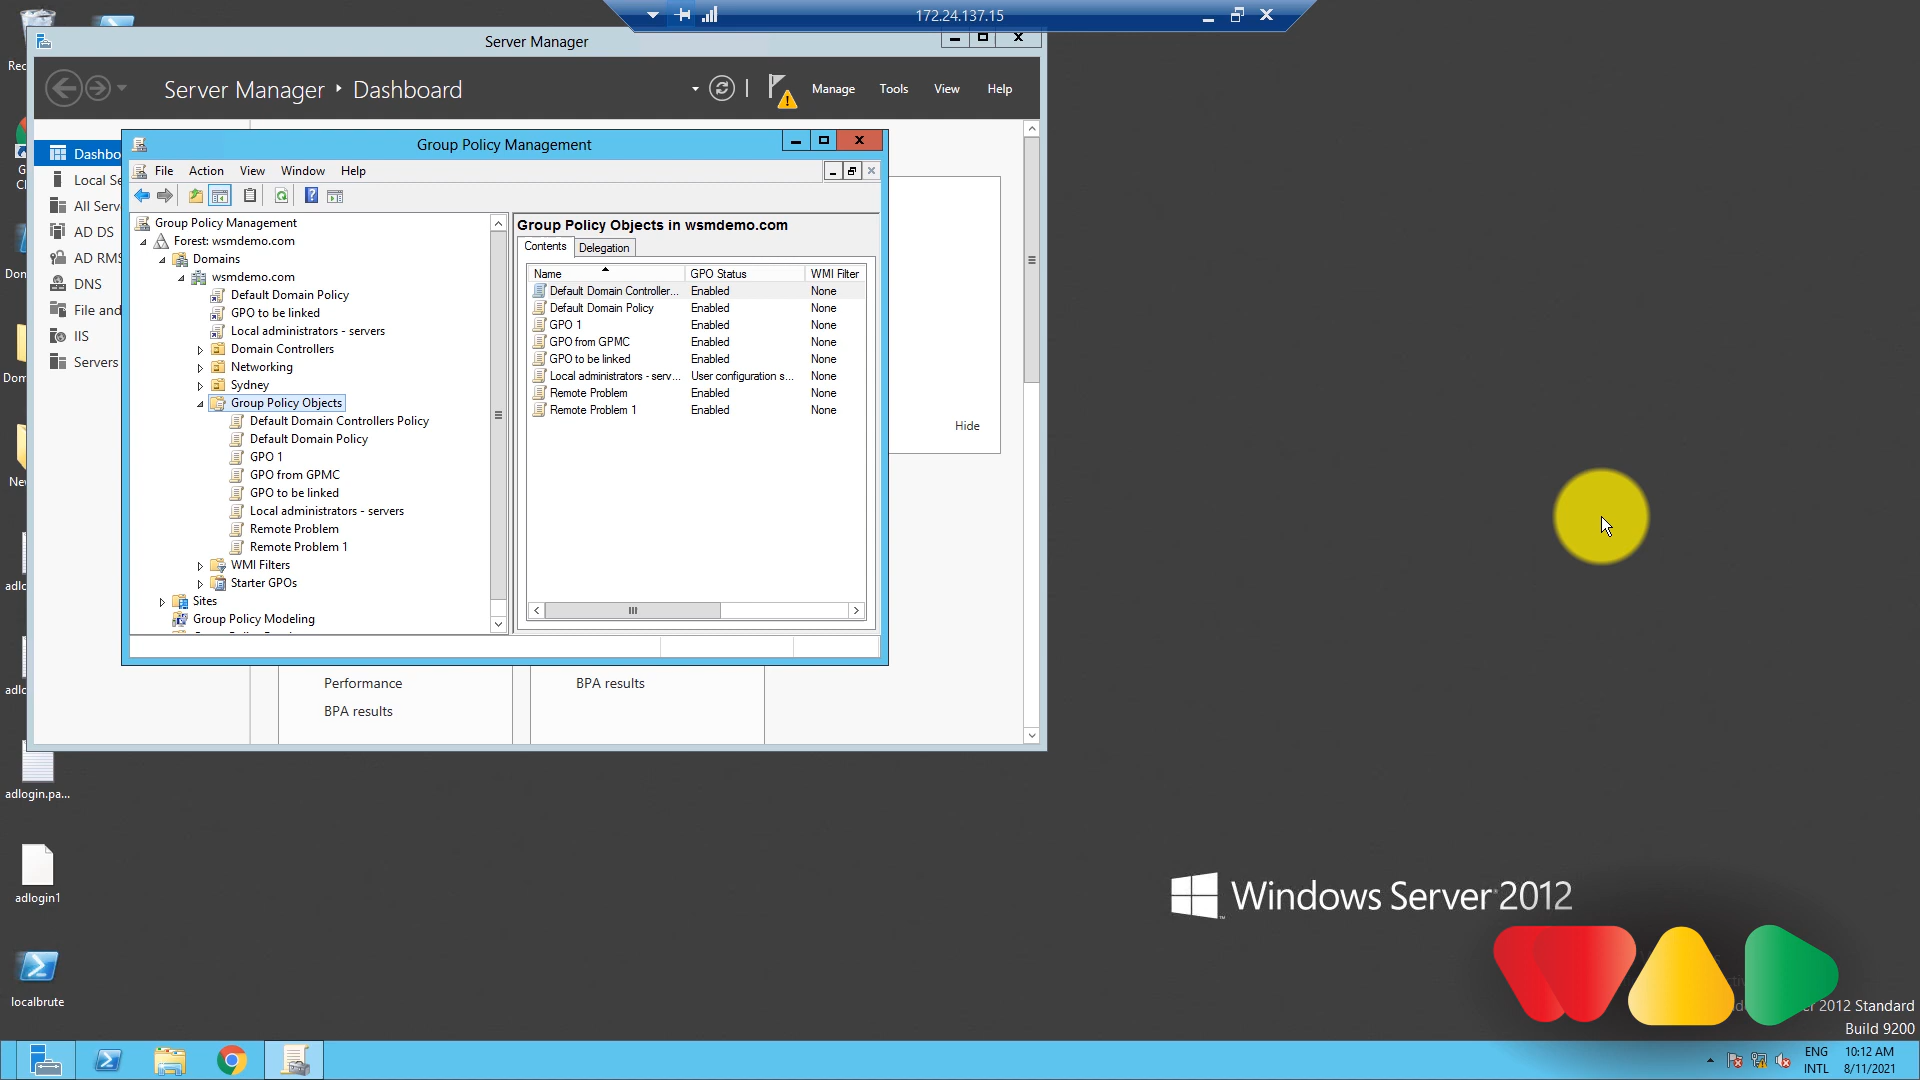 172.24.137.15
Rec
Server Manager
Server Manager
Dashboard
Manage
Tools
View
Help
Dashbo
Local Se
All Serv
AD DS
AD RMS
DNS
File and
IIS
Servers
Group Policy Management
File
Action
View
Window
Help
Group Policy Management
Forest: wsmdemo.com
Domains
wsmdemo.com
Default Domain Policy
GPO to be linked
Local administrators - servers
Domain Controllers
Networking
Sydney
Group Policy Objects
Default Domain Controllers Policy
Default Domain Policy
GPO 1
GPO from GPMC
GPO to be linked
Local administrators - servers
Remote Problem
Remote Problem 1
WMI Filters
Starter GPOs
Sites
Group Policy Modeling
Group Policy Objects in wsmdemo.com
Contents
Delegation
Name GPO Status WMI Filter
Default Domain Controller... Enabled None
Default Domain Policy Enabled None
GPO 1 Enabled None
GPO from GPMC Enabled None
GPO to be linked Enabled None
Local administrators - serv... User configuration s... None
Remote Problem Enabled None
Remote Problem 1 Enabled None
Hide
Performance
BPA results
BPA results
Dom
New
adlo
adlo
adlogin.pa...
adlogin1
localbrute
Windows Server 2012
2012 Standard
Build 9200
ENG
INTL
10:12 AM
8/11/2021